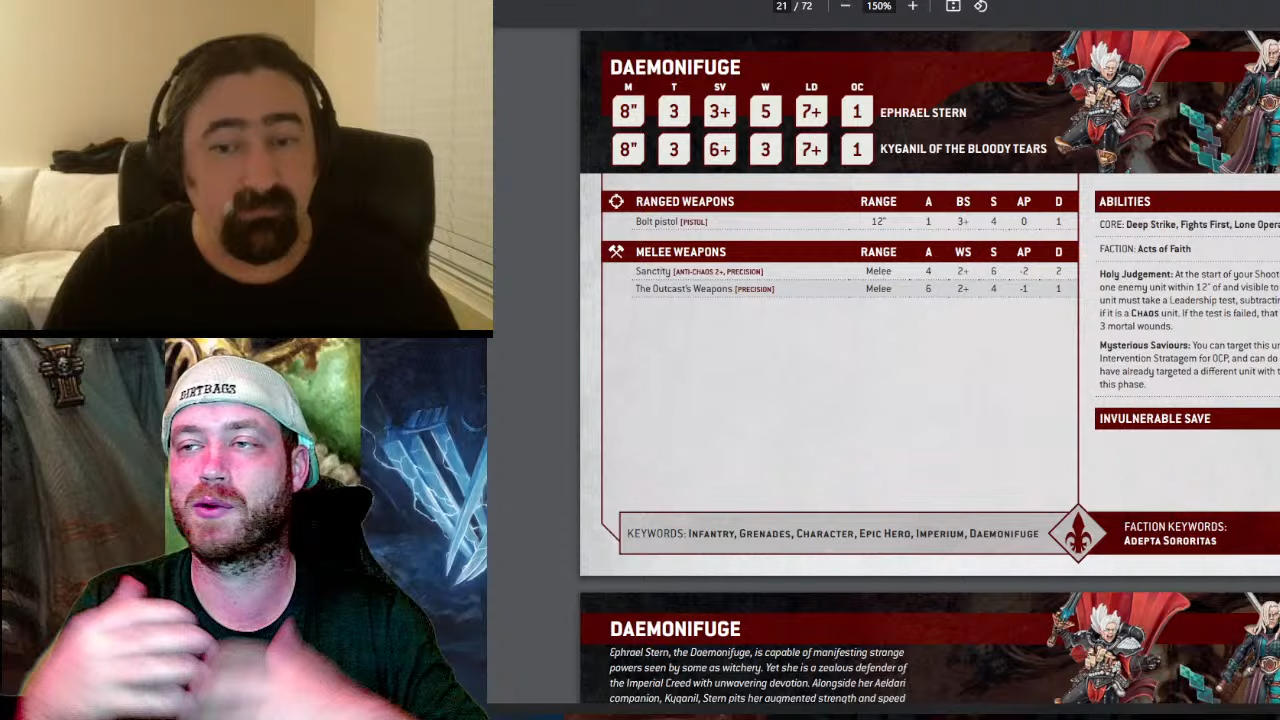 21 / 72
150%
DIETBAGS
DAEMONIFUGE
M T SV W LD OC
8" 3 3+ 5 7+ 1 EPHRAEL STERN
8" 3 6+ 3 7+ 1 KYGANIL OF THE BLOODY TEARS
RANGED WEAPONS RANGE A BS S AP D
Bolt pistol [PISTOL] 12" 1 3+ 4 0 1
MELEE WEAPONS RANGE A WS S AP D
Sanctity [ANTI-CHAOS 2+, PRECISION] Melee 4 2+ 6 -2 2
The Outcast's Weapons [PRECISION] Melee 6 2+ 4 -1 1
ABILITIES
CORE: Deep Strike, Fights First, Lone Opera
FACTION: Acts of Faith
Holy Judgement: At the start of your Shoot
one enemy unit within 12" of and visible to
unit must take a Leadership test, subtractin
if it is a CHAOS unit. If the test is failed, that
3 mortal wounds.
Mysterious Saviours: You can target this un
Intervention Stratagem for 0CP, and can do
have already targeted a different unit with t
this phase.
INVULNERABLE SAVE
KEYWORDS: INFANTRY, GRENADES, CHARACTER, EPIC HERO, IMPERIUM, DAEMONIFUGE
FACTION KEYWORDS:
ADEPTA SORORITAS
DAEMONIFUGE
Ephrael Stern, the Daemonifuge, is capable of manifesting strange
powers seen by some as witchery. Yet she is a zealous defender of
the Imperial Creed with unwavering devotion. Alongside her Aeldari
companion, Kyganil, Stern pits her augmented strength and speed